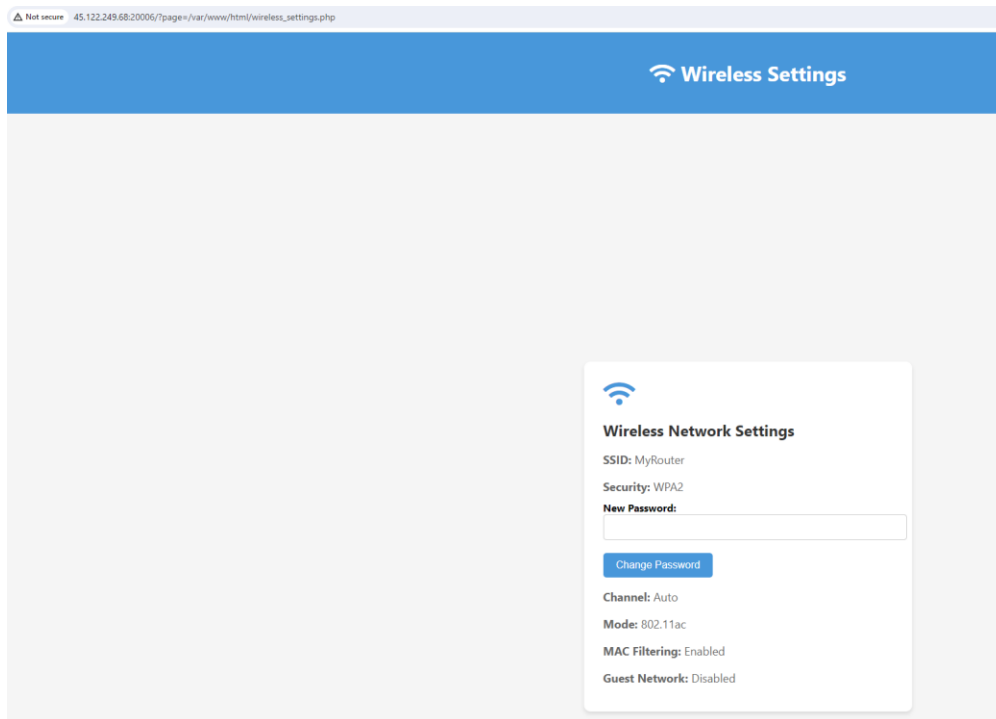 Not secure 45.122.249.68:20006/?page=/var/www/html/wireless_settings.php
Wireless Settings
Wireless Network Settings
SSID: MyRouter
Security: WPA2
New Password:
Change Password
Channel: Auto
Mode: 802.11ac
MAC Filtering: Enabled
Guest Network: Disabled